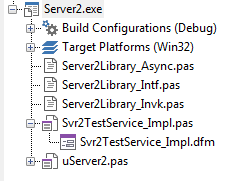 Server2.exe
Build Configurations (Debug)
Target Platforms (Win32)
Server2Library_Async.pas
Server2Library_Intf.pas
Server2Library_Invk.pas
Svr2TestService_Impl.pas
Svr2TestService_Impl.dfm
uServer2.pas